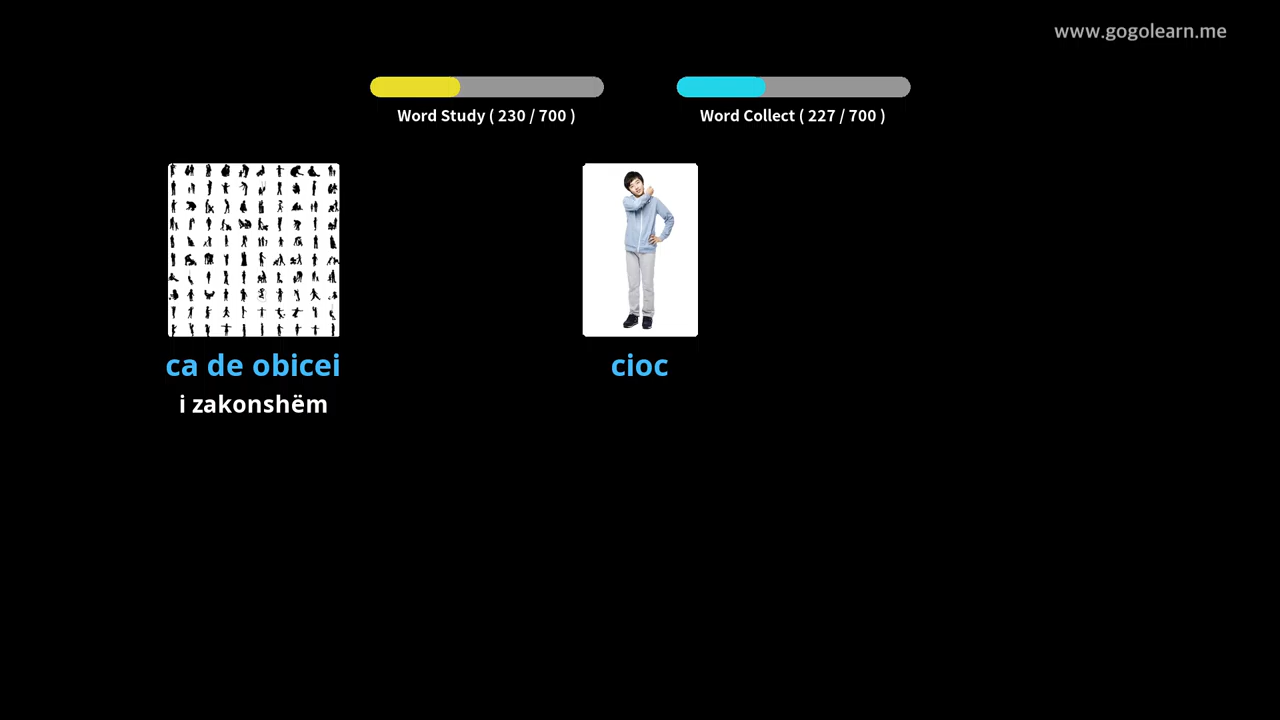 www.gogolearn.me
Word Study ( 230 / 700 )
Word Collect ( 227 / 700 )
ca de obicei
cioc
i zakonshëm